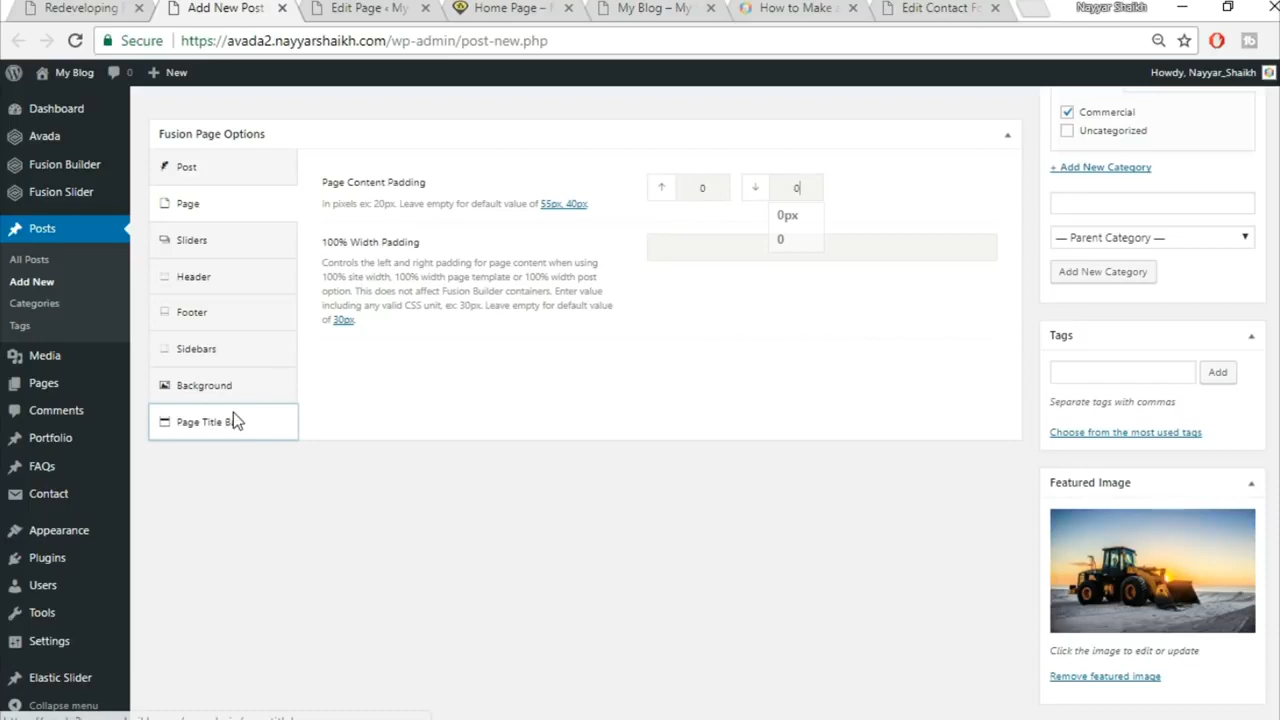 Redeveloping
Add New Post
Edit Page ‹ My
Home Page –
My Blog –
How to Make
Edit Contact Fo
Nayyar Shaikh
Secure
https://avada2.nayyarshaikh.com/wp-admin/post-new.php
My Blog
0
New
Howdy, Nayyar_Shaikh
Dashboard
Avada
Fusion Builder
Fusion Slider
Posts
All Posts
Add New
Categories
Tags
Media
Pages
Comments
Portfolio
FAQs
Contact
Appearance
Plugins
Users
Tools
Settings
Elastic Slider
Collapse menu
Fusion Page Options
Post
Page
Sliders
Header
Footer
Sidebars
Background
Page Title B
Page Content Padding
In pixels ex: 20px. Leave empty for default value of 55px, 40px.
0
0
0px
0
100% Width Padding
Controls the left and right padding for page content when using
100% site width, 100% width page template or 100% width post
option. This does not affect Fusion Builder containers. Enter value
including any valid CSS unit, ex: 30px. Leave empty for default value
of 30px.
Commercial
Uncategorized
+ Add New Category
— Parent Category —
Add New Category
Tags
Add
Separate tags with commas
Choose from the most used tags
Featured Image
Click the image to edit or update
Remove featured image